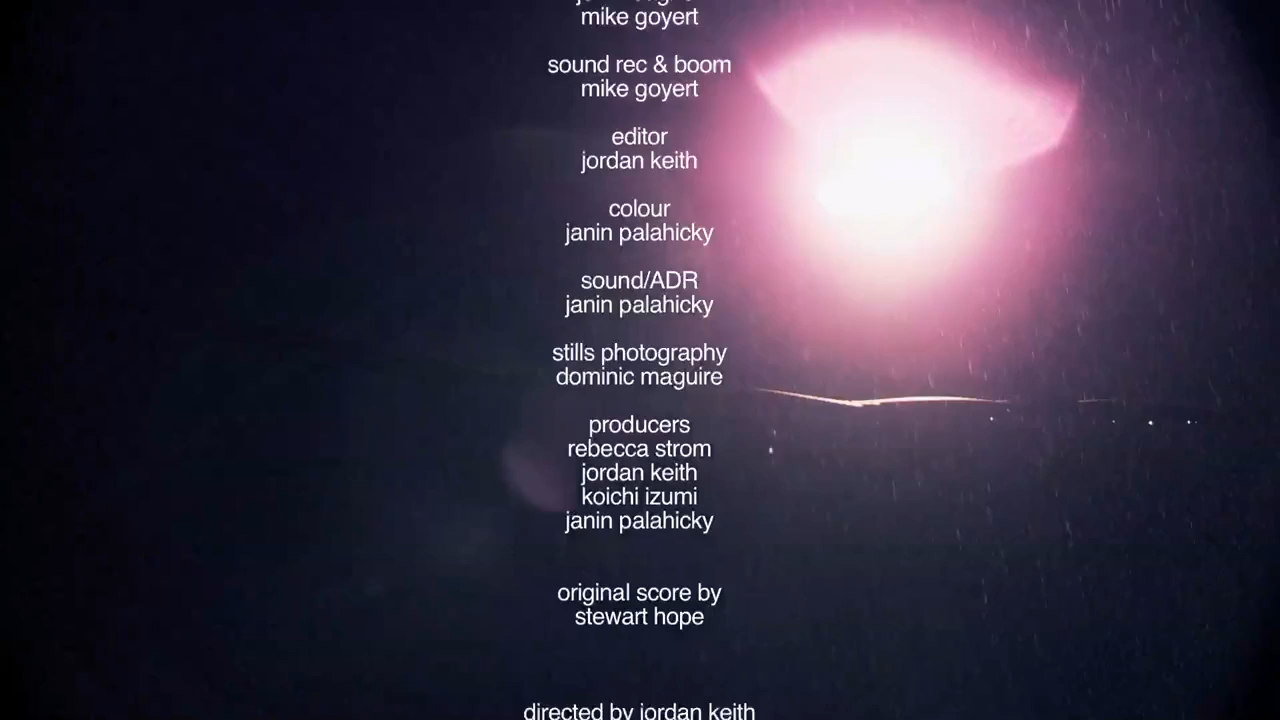 mike goyert
sound rec & boom
mike goyert
editor
jordan keith
colour
janin palahicky
sound/ADR
janin palahicky
stills photography
dominic maguire
producers
rebecca strom
jordan keith
koichi izumi
janin palahicky
original score by
stewart hope
directed by jordan keith